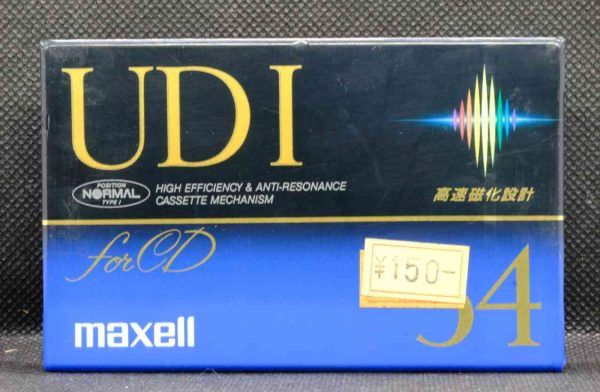 UDI
POSITION
NORMAL
TYPE I
HIGH EFFICIENCY & ANTI-RESONANCE
CASSETTE MECHANISM
高速磁化設計
for CD
¥150-
54
maxell